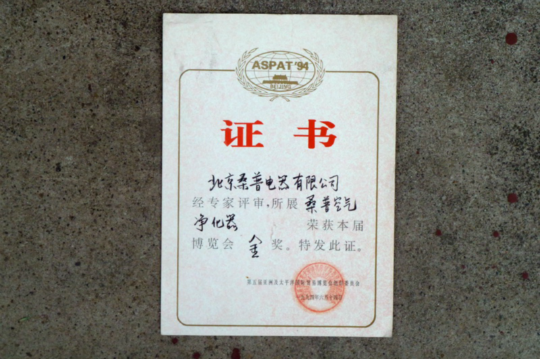 ASPAT '94
BEIJING
证书
北京桑普电器有限公司
经专家评审,所展 桑普空气
净化器 荣获本届
博览会 金 奖。特发此证。